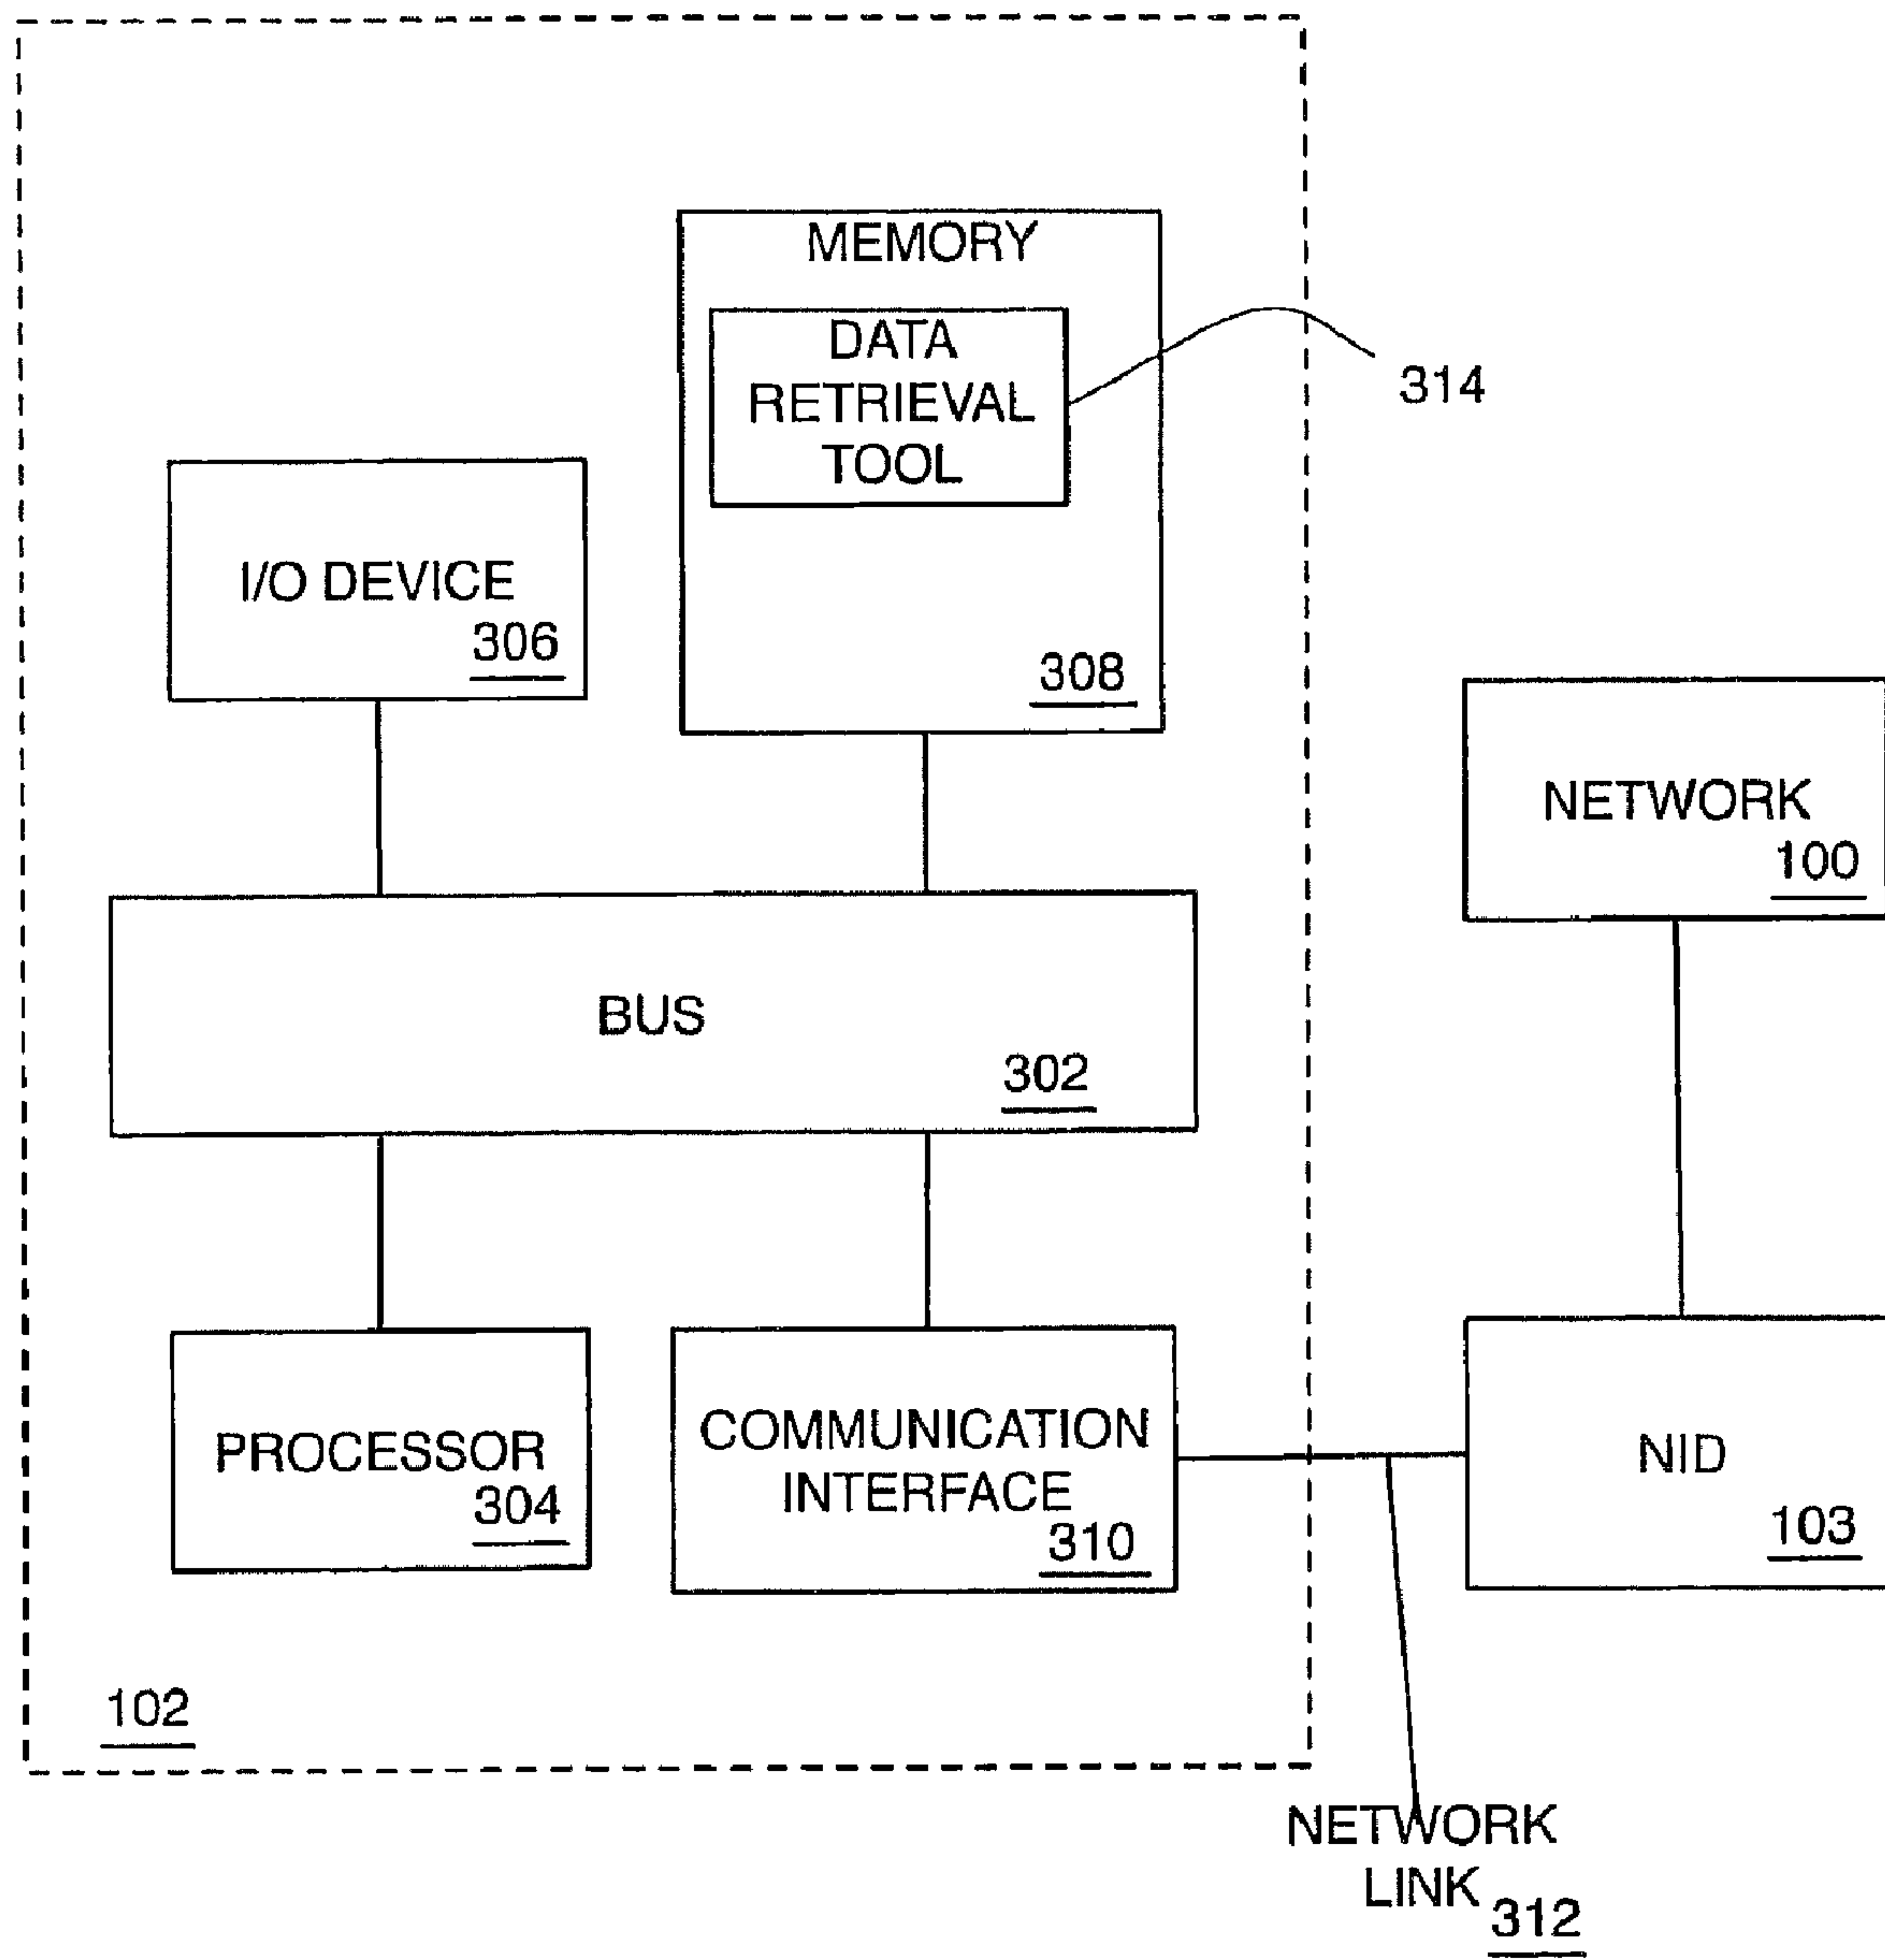 MEMORY
DATA
RETRIEVAL
TOOL
314
I/O DEVICE
306
308
NETWORK
100
BUS
302
PROCESSOR
304
COMMUNICATION
INTERFACE
310
NID
103
102
NETWORK
LINK
312